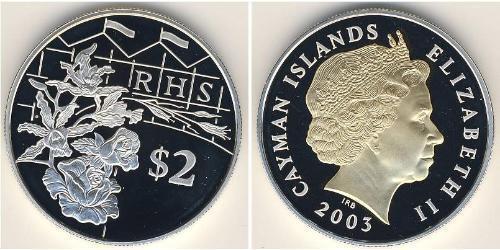 RHS
$2
CAYMAN ISLANDS
ELIZABETH II
2003
IRB